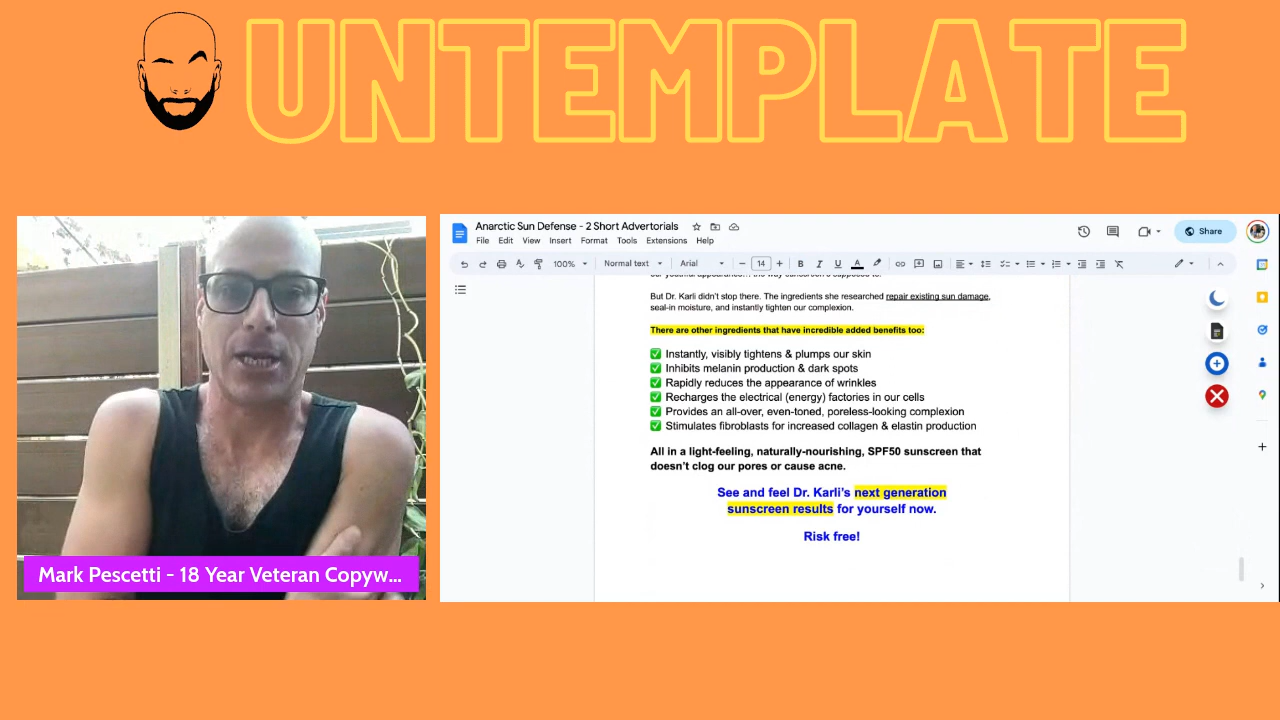 UNTEMPLATE
Anarctic Sun Defense - 2 Short Advertorials
File Edit View Insert Format Tools Extensions Help
Share
100% Normal text Arial 14 B I U A
But Dr. Karli didn't stop there. The ingredients she researched repair existing sun damage,
seal-in moisture, and instantly tighten our complexion.
There are other ingredients that have incredible added benefits too:
✅ Instantly, visibly tightens & plumps our skin
✅ Inhibits melanin production & dark spots
✅ Rapidly reduces the appearance of wrinkles
✅ Recharges the electrical (energy) factories in our cells
✅ Provides an all-over, even-toned, poreless-looking complexion
✅ Stimulates fibroblasts for increased collagen & elastin production
All in a light-feeling, naturally-nourishing, SPF50 sunscreen that
doesn't clog our pores or cause acne.
See and feel Dr. Karli's next generation
sunscreen results for yourself now.
Risk free!
Mark Pescetti - 18 Year Veteran Copyw...